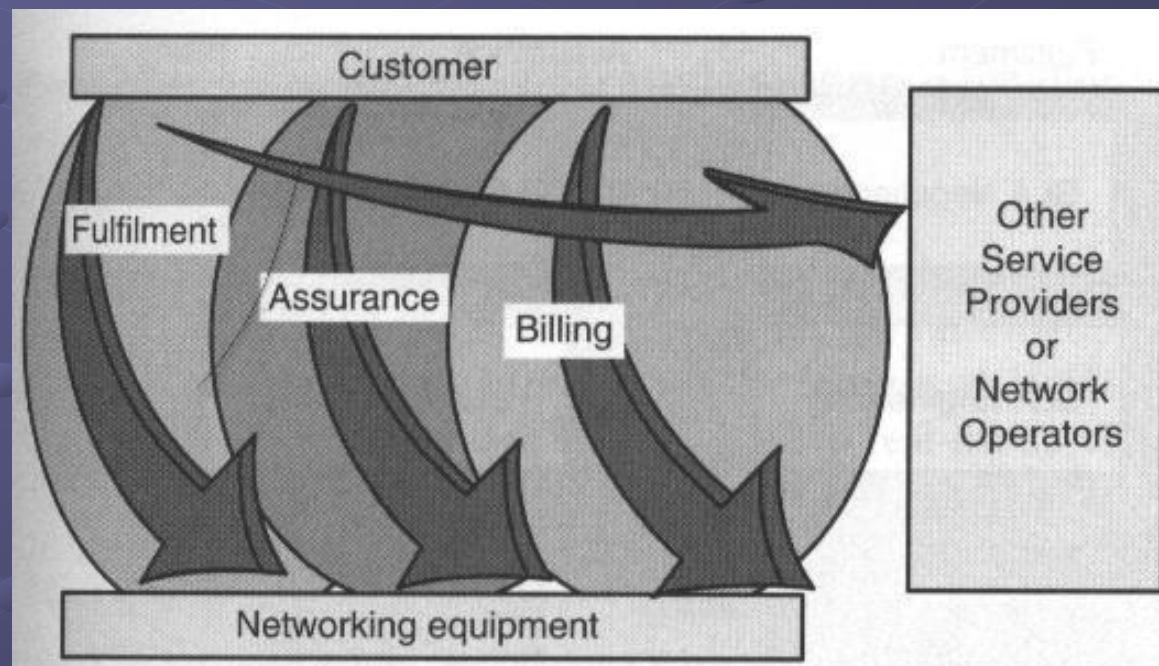 Customer
Fulfilment
Assurance
Billing
Other
Service
Providers
or
Network
Operators
Networking equipment